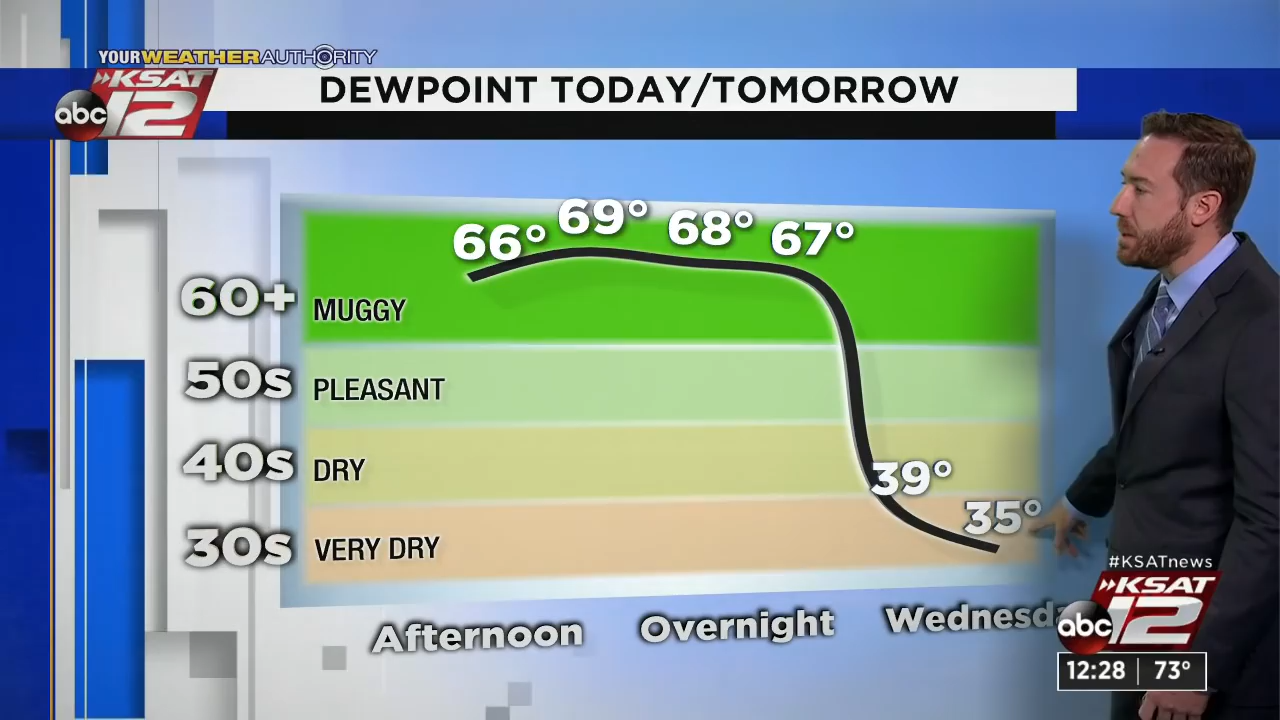 YOURWEATHERAUTHORITY
KSAT
abc 12
DEWPOINT TODAY/TOMORROW
66° 69° 68° 67°
60+ MUGGY
50s PLEASANT
40s DRY
39°
30s VERY DRY
35°
Afternoon Overnight Wednesda
#KSATnews
KSAT
abc 12
12:28 73°